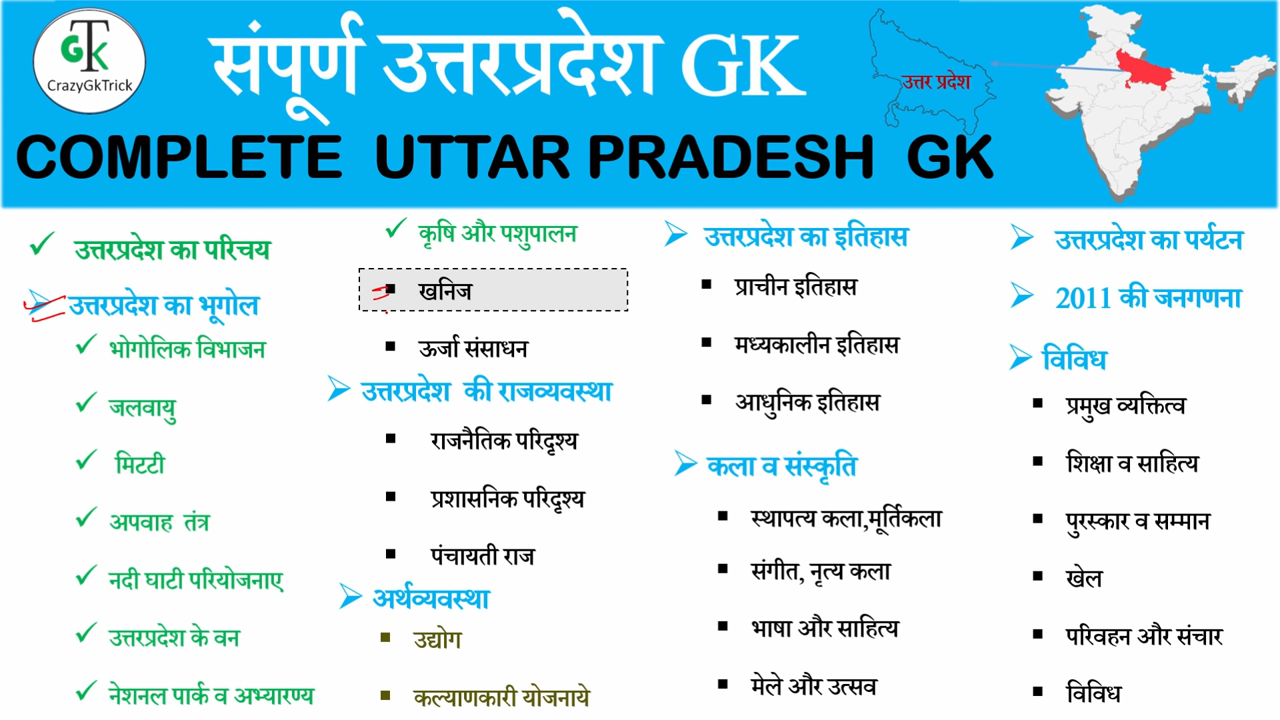 GTK
CrazyGkTrick
संपूर्ण उत्तरप्रदेश GK
उत्तर प्रदेश
COMPLETE UTTAR PRADESH GK
उत्तरप्रदेश का परिचय
उत्तरप्रदेश का भूगोल
भोगोलिक विभाजन
जलवायु
मिटटी
अपवाह तंत्र
नदी घाटी परियोजनाए
उत्तरप्रदेश के वन
नेशनल पार्क व अभ्यारण्य
कृषि और पशुपालन
खनिज
ऊर्जा संसाधन
उत्तरप्रदेश की राजव्यवस्था
राजनैतिक परिदृश्य
प्रशासनिक परिदृश्य
पंचायती राज
अर्थव्यवस्था
उद्योग
कल्याणकारी योजनाये
उत्तरप्रदेश का इतिहास
प्राचीन इतिहास
मध्यकालीन इतिहास
आधुनिक इतिहास
कला व संस्कृति
स्थापत्य कला,मूर्तिकला
संगीत, नृत्य कला
भाषा और साहित्य
मेले और उत्सव
उत्तरप्रदेश का पर्यटन
2011 की जनगणना
विविध
प्रमुख व्यक्तित्व
शिक्षा व साहित्य
पुरस्कार व सम्मान
खेल
परिवहन और संचार
विविध